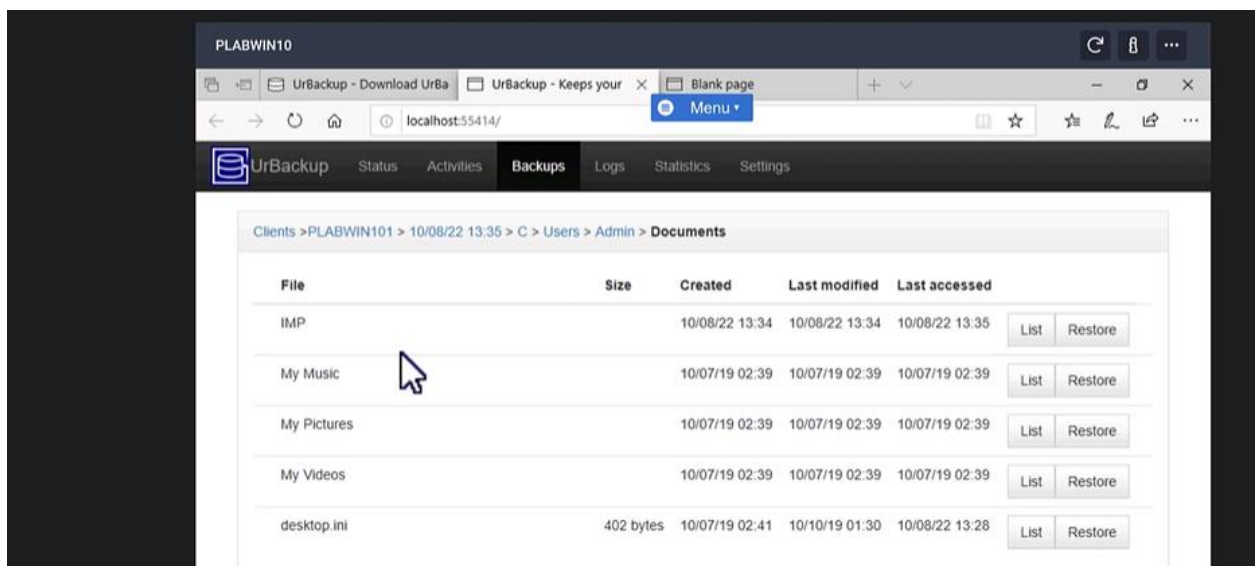 PLABWIN10
UrBackup - Download UrBa UrBackup - Keeps your Blank page
Menu
localhost:55414/
UrBackup Status Activities Backups Logs Statistics Settings
Clients >PLABWIN101 > 10/08/22 13:35 > C > Users > Admin > Documents
File Size Created Last modified Last accessed
IMP 10/08/22 13:34 10/08/22 13:34 10/08/22 13:35 List Restore
My Music 10/07/19 02:39 10/07/19 02:39 10/07/19 02:39 List Restore
My Pictures 10/07/19 02:39 10/07/19 02:39 10/07/19 02:39 List Restore
My Videos 10/07/19 02:39 10/07/19 02:39 10/07/19 02:39 List Restore
desktop.ini 402 bytes 10/07/19 02:41 10/10/19 01:30 10/08/22 13:28 List Restore